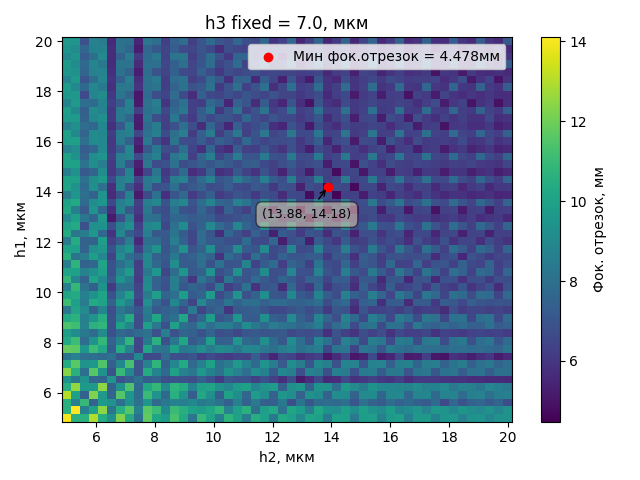 h3 fixed = 7.0, мкм
Мин фок.отрезок = 4.478мм
(13.88, 14.18)
h1, мкм
20
18
16
14
12
10
8
6
6 8 10 12 14 16 18 20
h2, мкм
14
12
10
8
6
Фок. отрезок, мм